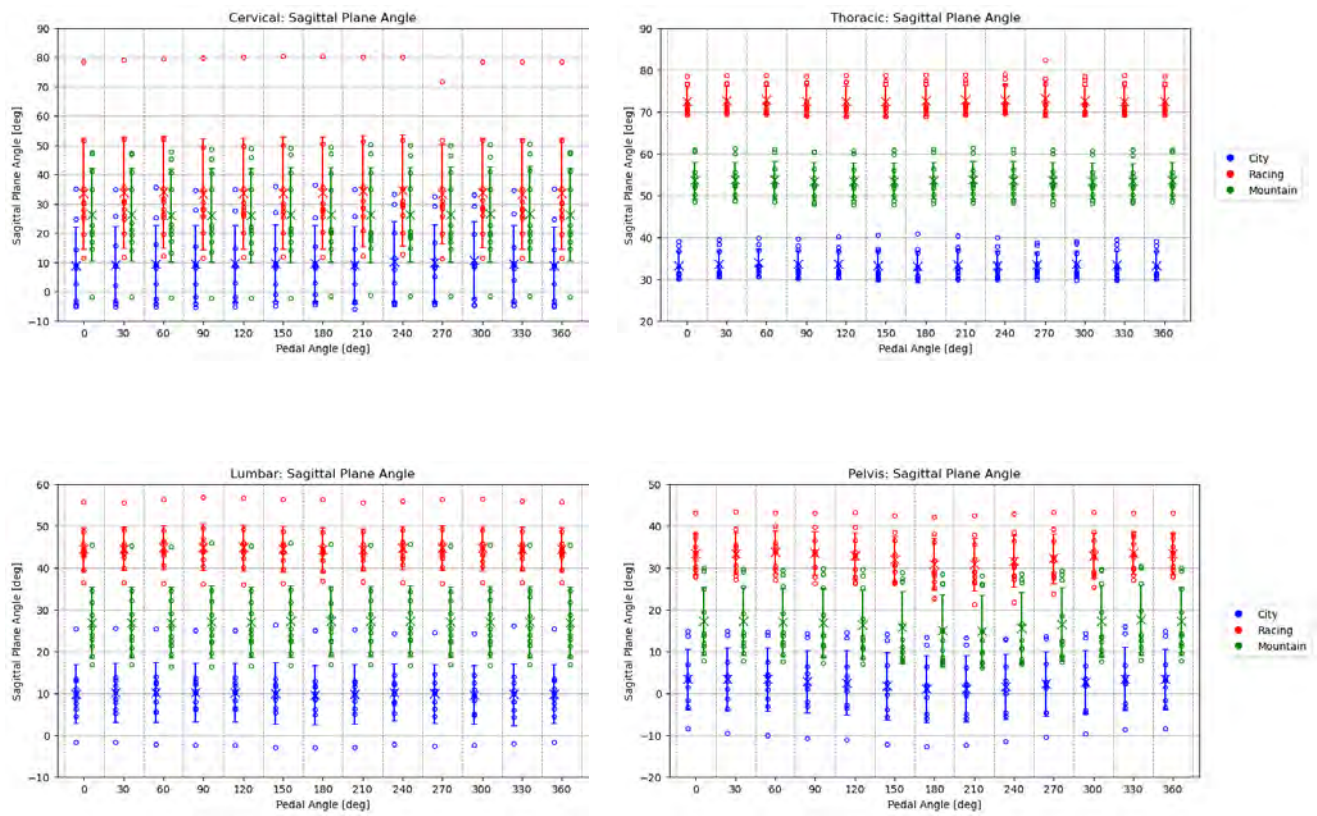 Cervical: Sagittal Plane Angle
90
80
70
60
50
40
30
20
10
0
−10
Sagittal Plane Angle [deg]
0 30 60 90 120 150 180 210 240 270 300 330 360
Pedal Angle [deg]
Thoracic: Sagittal Plane Angle
90
80
70
60
50
40
30
20
Sagittal Plane Angle [deg]
0 30 60 90 120 150 180 210 240 270 300 330 360
Pedal Angle [deg]
City
Racing
Mountain
Lumbar: Sagittal Plane Angle
60
50
40
30
20
10
0
−10
Sagittal Plane Angle [deg]
0 30 60 90 120 150 180 210 240 270 300 330 360
Pedal Angle [deg]
Pelvis: Sagittal Plane Angle
50
40
30
20
10
0
−10
−20
Sagittal Plane Angle [deg]
0 30 60 90 120 150 180 210 240 270 300 330 360
Pedal Angle [deg]
City
Racing
Mountain